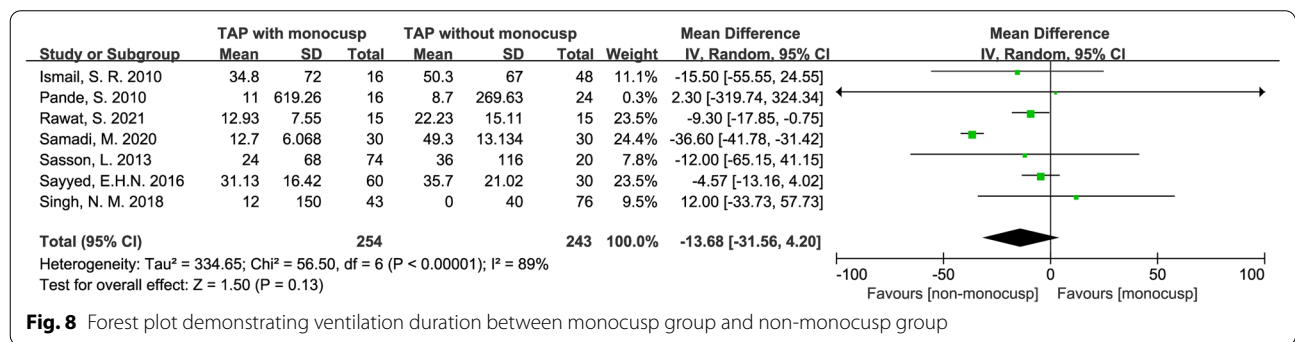 TAP with monocusp TAP without monocusp Mean Difference Mean Difference
Study or Subgroup Mean SD Total Mean SD Total Weight IV, Random, 95% CI IV, Random, 95% CI
Ismail, S. R. 2010 34.8 72 16 50.3 67 48 11.1% -15.50 [-55.55, 24.55]
Pande, S. 2010 11 619.26 16 8.7 269.63 24 0.3% 2.30 [-319.74, 324.34]
Rawat, S. 2021 12.93 7.55 15 22.23 15.11 15 23.5% -9.30 [-17.85, -0.75]
Samadi, M. 2020 12.7 6.068 30 49.3 13.134 30 24.4% -36.60 [-41.78, -31.42]
Sasson, L. 2013 24 68 74 36 116 20 7.8% -12.00 [-65.15, 41.15]
Sayyed, E.H.N. 2016 31.13 16.42 60 35.7 21.02 30 23.5% -4.57 [-13.16, 4.02]
Singh, N. M. 2018 12 150 43 0 40 76 9.5% 12.00 [-33.73, 57.73]
Total (95% CI) 254 243 100.0% -13.68 [-31.56, 4.20]
Heterogeneity: Tau² = 334.65; Chi² = 56.50, df = 6 (P < 0.00001); I² = 89%
Test for overall effect: Z = 1.50 (P = 0.13)
-100 -50 0 50 100
Favours [non-monocusp] Favours [monocusp]
Fig. 8 Forest plot demonstrating ventilation duration between monocusp group and non-monocusp group